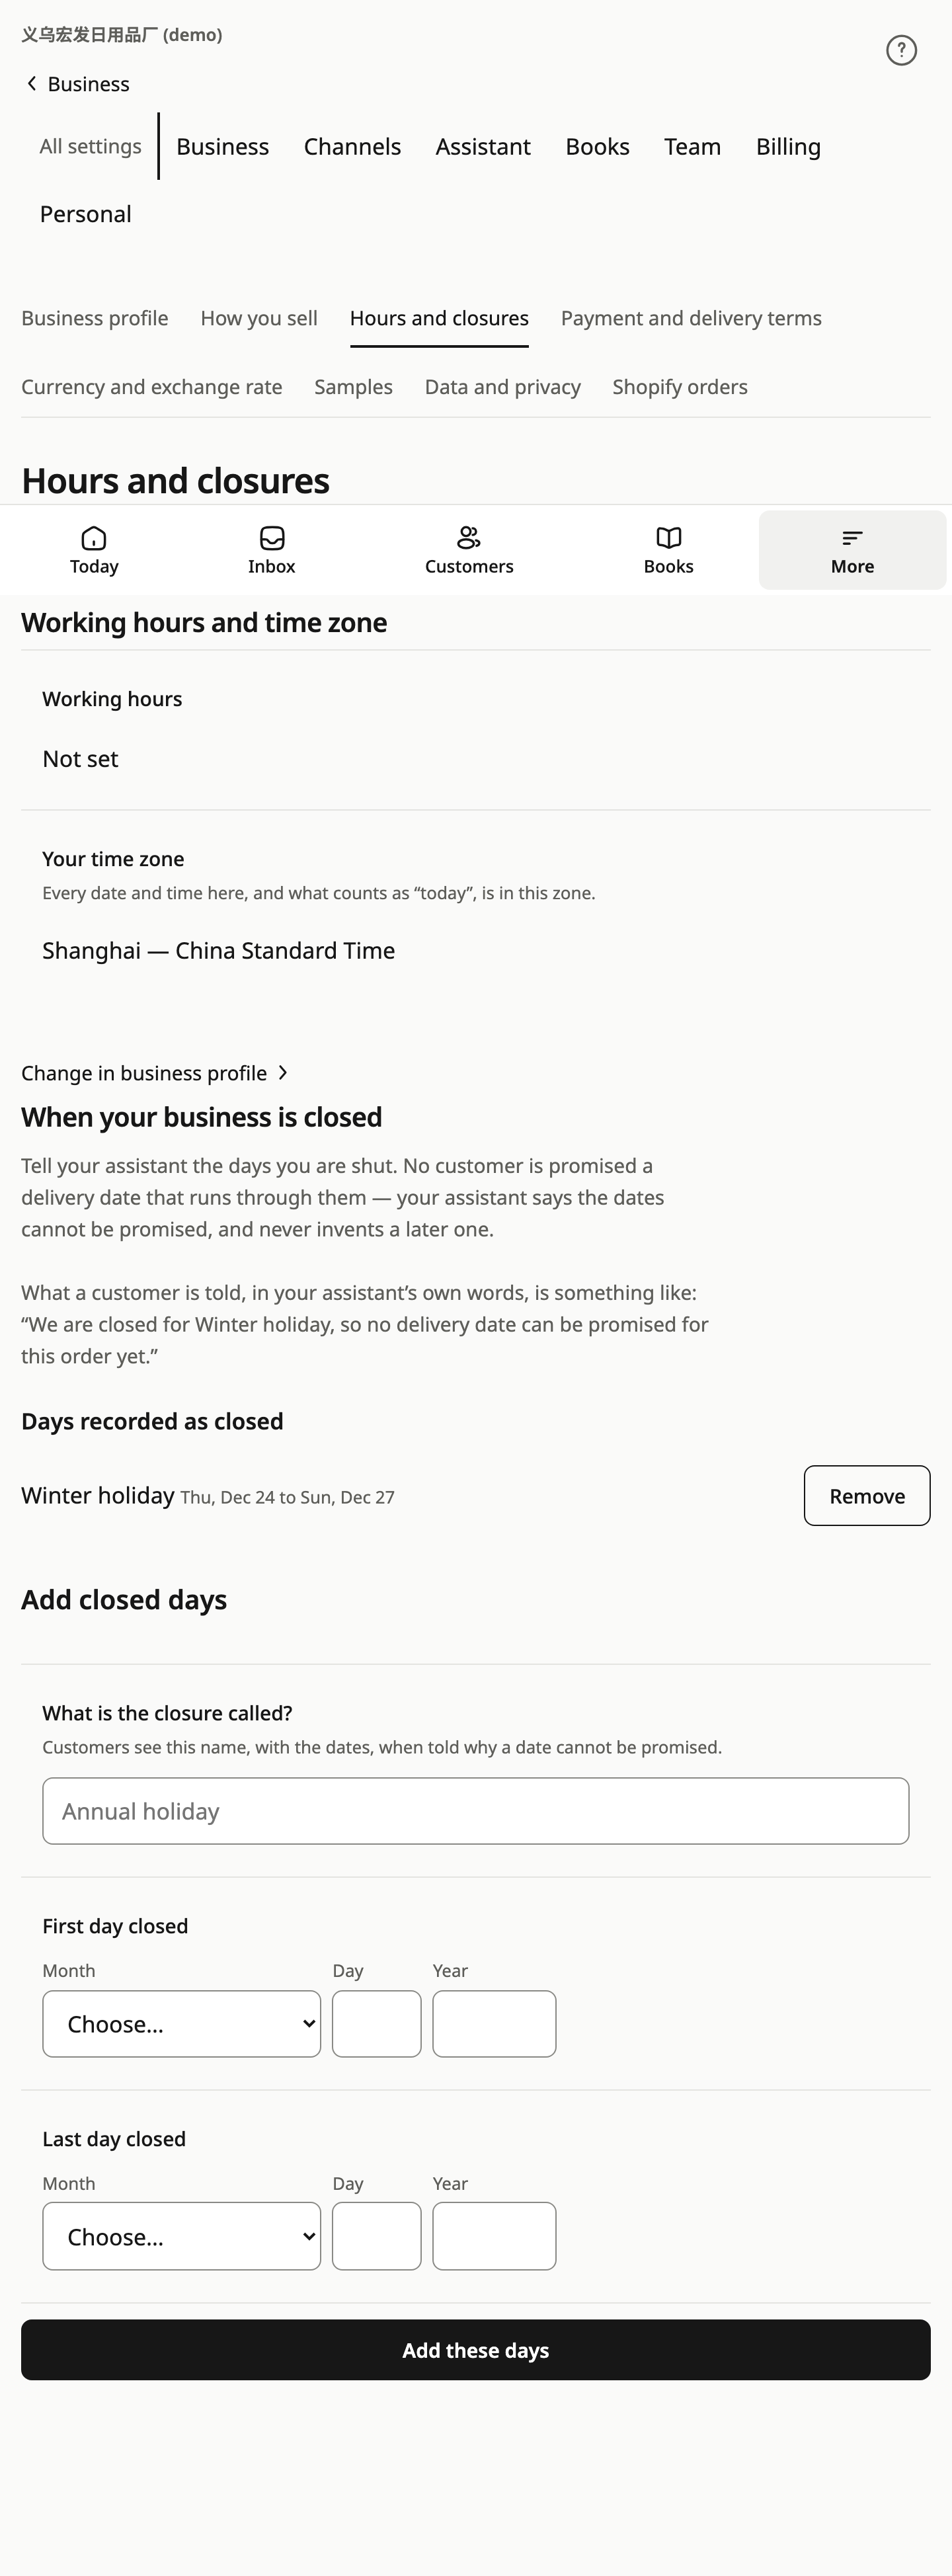 义乌宏发日用品厂 (demo)
?
Business
All settings
Business
Channels
Assistant
Books
Team
Billing
Personal
Business profile
How you sell
Hours and closures
Payment and delivery terms
Currency and exchange rate
Samples
Data and privacy
Shopify orders
Hours and closures
Today
Inbox
Customers
Books
More
Working hours and time zone
Working hours
Not set
Your time zone
Every date and time here, and what counts as “today”, is in this zone.
Shanghai — China Standard Time
Change in business profile
When your business is closed
Tell your assistant the days you are shut. No customer is promised a
delivery date that runs through them — your assistant says the dates
cannot be promised, and never invents a later one.
What a customer is told, in your assistant’s own words, is something like:
“We are closed for Winter holiday, so no delivery date can be promised for
this order yet.”
Days recorded as closed
Winter holiday Thu, Dec 24 to Sun, Dec 27
Remove
Add closed days
What is the closure called?
Customers see this name, with the dates, when told why a date cannot be promised.
Annual holiday
First day closed
Month
Day
Year
Choose...
Last day closed
Month
Day
Year
Choose...
Add these days